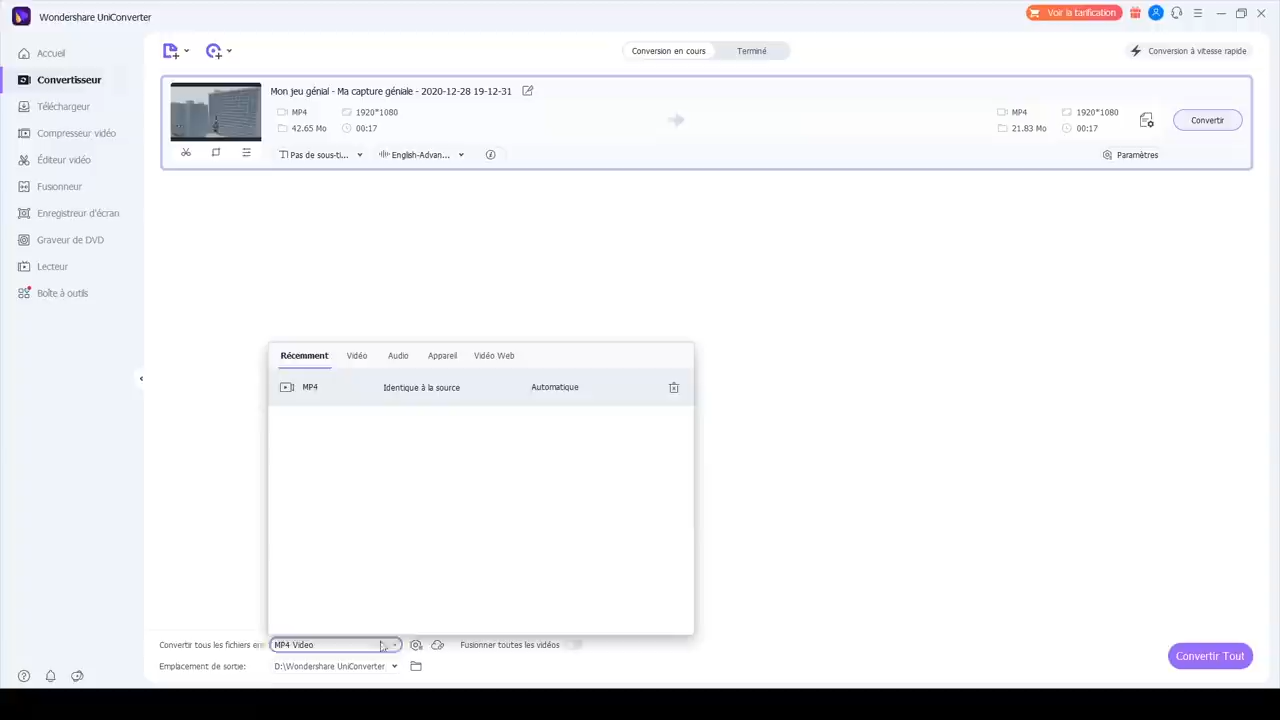 Wondershare UniConverter
Voir la tarification
Accueil
Convertisseur
Téléchargeur
Compresseur vidéo
Éditeur vidéo
Fusionneur
Enregistreur d'écran
Graveur de DVD
Lecteur
Boîte à outils
Conversion en cours
Terminé
Conversion à vitesse rapide
Mon jeu génial - Ma capture géniale - 2020-12-28 19-12-31
MP4 1920*1080
42.65 Mo 00:17
MP4 1920*1080
21.83 Mo 00:17
Convertir
Pas de sous-ti...
English-Advan...
Paramètres
Récemment Vidéo Audio Appareil Vidéo Web
MP4 Identique à la source Automatique
Convertir tous les fichiers en
MP4 Video
Fusionner toutes les vidéos
Emplacement de sortie: D:\Wondershare UniConverter
Convertir Tout